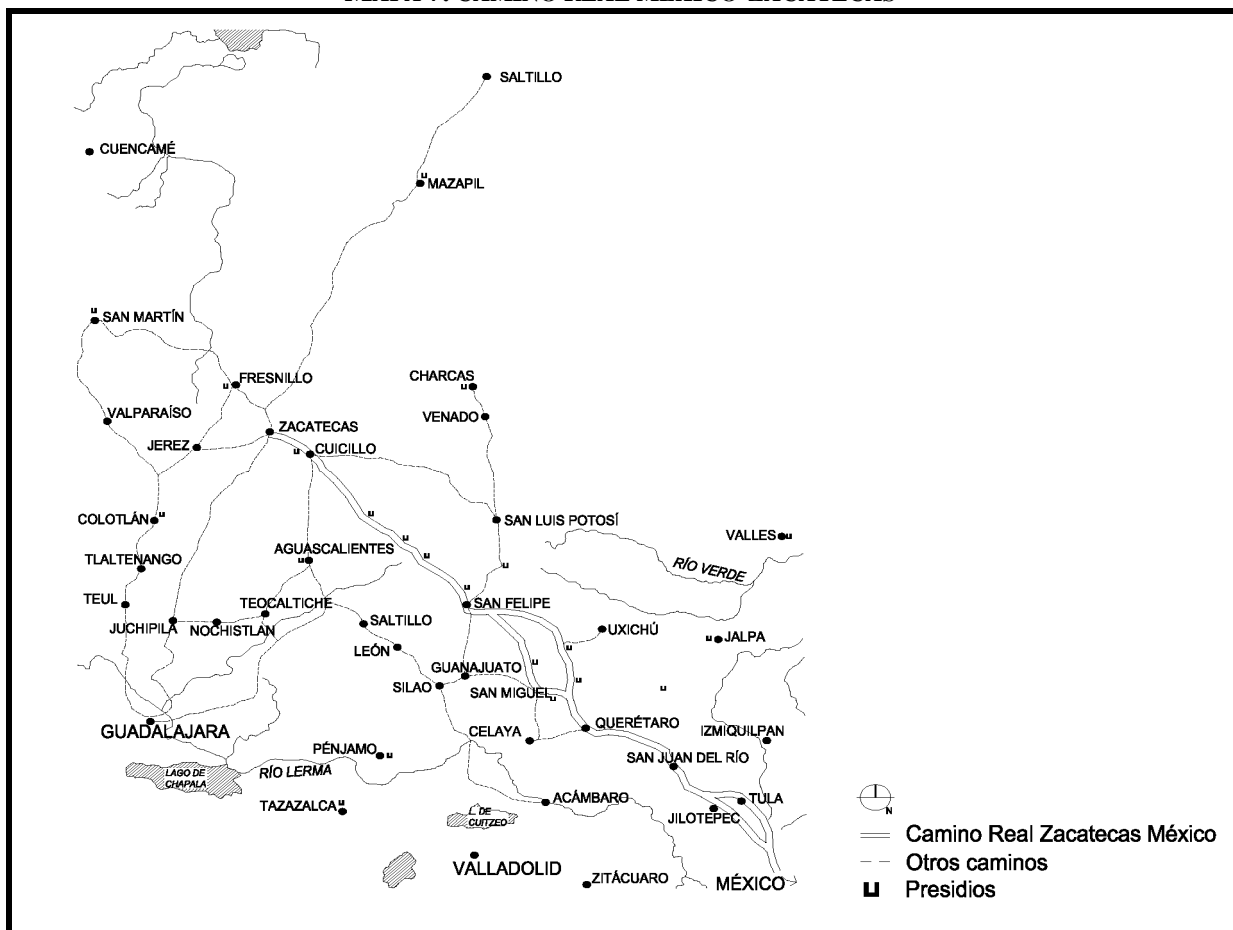 SALTILLO
CUENCAMÉ
MAZAPIL
SAN MARTÍN
FRESNILLO
CHARCAS
VALPARAÍSO
VENADO
ZACATECAS
JEREZ
CUICILLO
COLOTLÁN
SAN LUIS POTOSÍ
VALLES
AGUASCALIENTES
TLALTENANGO
RÍO VERDE
TEUL
TEOCALTICHE
SAN FELIPE
JUCHIPILA
NOCHISTLÁN
SALTILLO
UXICHÚ
JALPA
LEÓN
GUANAJUATO
SILAO
SAN MIGUEL
GUADALAJARA
QUERÉTARO
CELAYA
IZMIQUILPAN
PÉNJAMO
SAN JUAN DEL RÍO
LAGO DE
CHAPALA
RÍO LERMA
TAZAZALCA
ACÁMBARO
TULA
L. DE
CUITZEO
JILOTEPEC
N
VALLADOLID
ZITÁCUARO
MÉXICO
Camino Real Zacatecas México
Otros caminos
Presidios